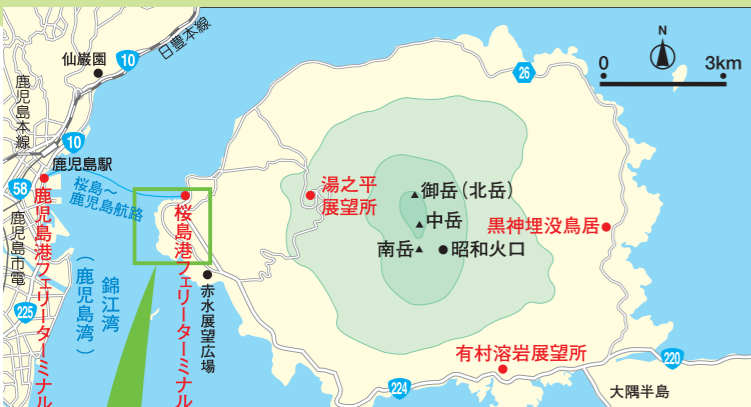 仙巌園
10
日豊本線
26
N
0 3km
鹿児島本線
10
鹿児島駅
58
桜島〜
鹿児島航路
鹿児島港フェリーターミナル
鹿児島市電
225
錦江湾
（鹿児島湾）
桜島港フェリーターミナル
赤水展望広場
湯之平
展望所
御岳（北岳）
中岳
南岳
昭和火口
黒神埋没鳥居
有村溶岩展望所
224
220
大隅半島